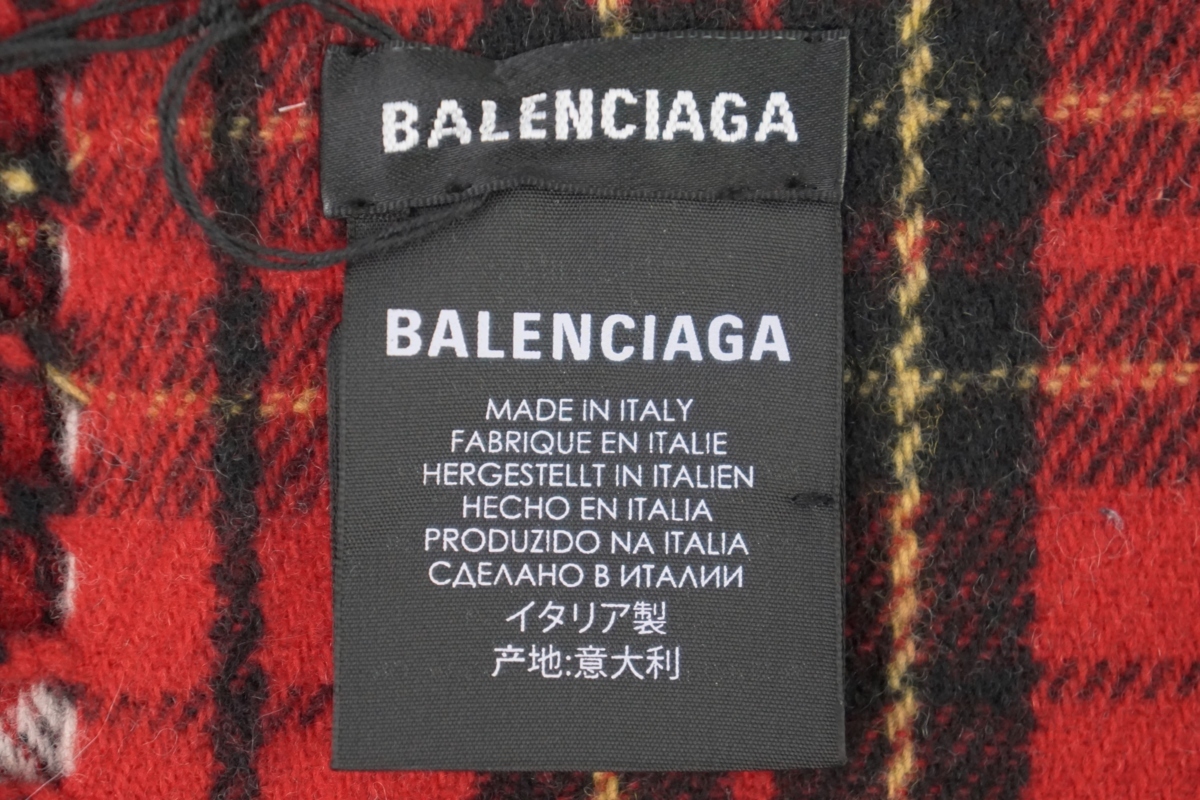 BALENCIAGA
BALENCIAGA
MADE IN ITALY
FABRIQUE EN ITALIE
HERGESTELLT IN ITALIEN
HECHO EN ITALIA
PRODUZIDO NA ITALIA
СДЕЛАНО В ИТАЛИИ
イタリア製
产地:意大利